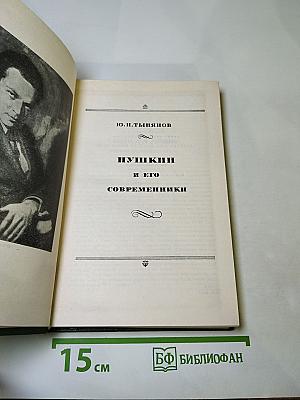 Ю. Н. ТЫНЯНОВ
ПУШКИН
И ЕГО
СОВРЕМЕННИКИ
15 см
БФ БИБЛИОФАН